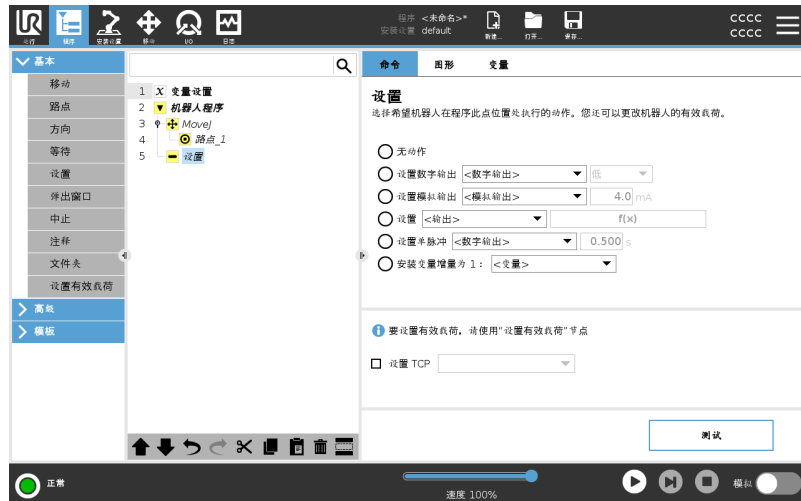 UR
运行
程序
安装设置
移动
I/O
日志
程序 <未命名>*
安装设置 default
新建...
打开...
保存...
CCCC
CCCC
基本
移动
路点
方向
等待
设置
弹出窗口
中止
注释
文件夹
设置有效载荷
高级
模板
1 X 变量设置
2 机器人程序
3 MoveJ
4 路点_1
5 设置
命令 图形 变量
设置
选择希望机器人在程序此点位置处执行的动作。您还可以更改机器人的有效载荷。
无动作
设置数字输出 <数字输出> 低
设置模拟输出 <模拟输出> 4.0 mA
设置 <输出> f(x)
设置单脉冲 <数字输出> 0.500 s
安装变量增量为 1： <变量>
要设置有效载荷，请使用“设置有效载荷”节点
设置 TCP
测试
正常
速度 100%
模拟